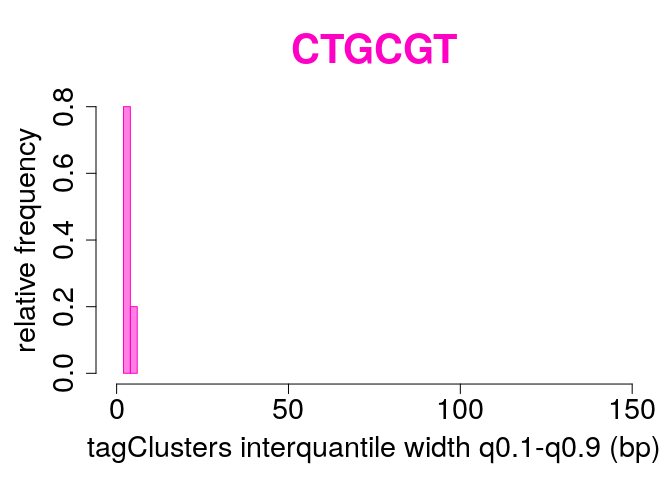 CTGCGT
relative frequency
0.8
0.6
0.4
0.2
0.0
0 50 100 150
tagClusters interquantile width q0.1-q0.9 (bp)